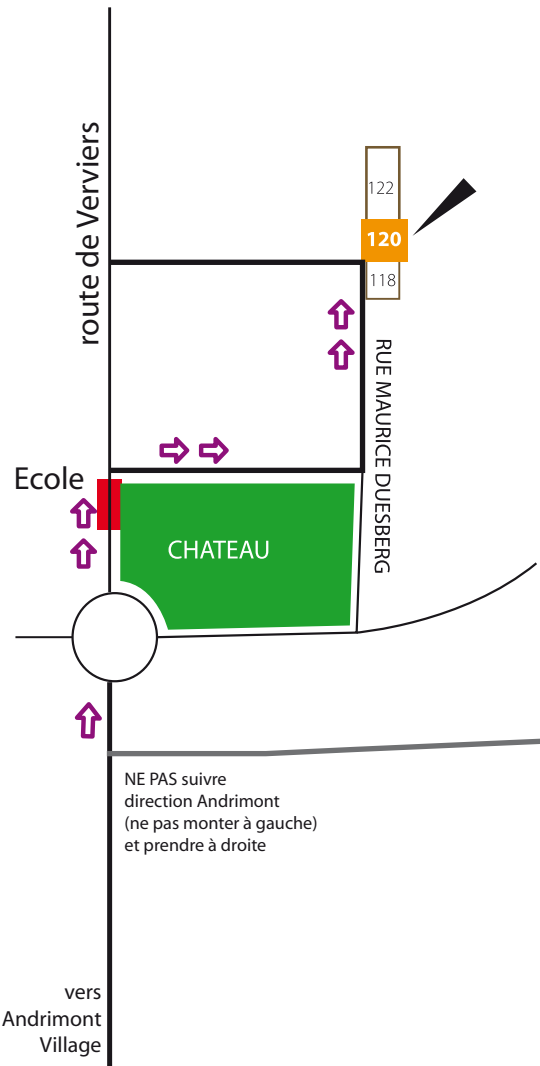 route de Verviers
122
120
118
RUE MAURICE DUESBERG
Ecole
CHATEAU
NE PAS suivre
direction Andrimont
(ne pas monter à gauche)
et prendre à droite
vers
Andrimont
Village